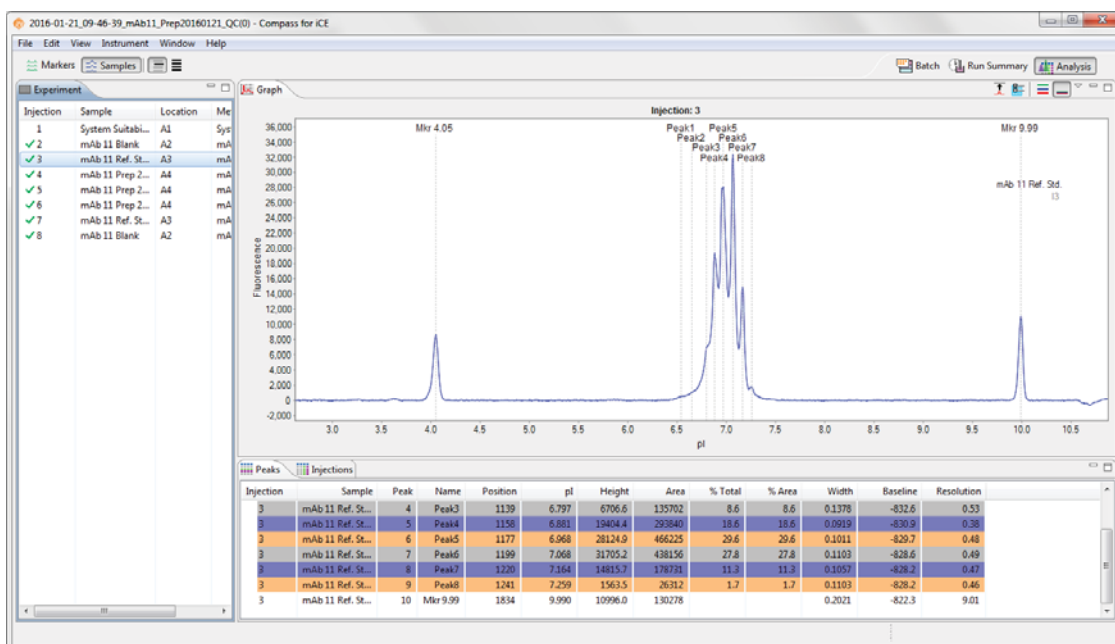 2016-01-21_09-46-39_mAb11_Prep20160121_QC(0) - Compass for iCE
File Edit View Instrument Window Help
Markers Samples Batch Run Summary Analysis
Experiment
Injection Sample Location Me
1 System Suitabi... A1 Sys
2 mAb 11 Blank A2 mA
3 mAb 11 Ref. St... A3 mA
4 mAb 11 Prep 2... A4 mA
5 mAb 11 Prep 2... A4 mA
6 mAb 11 Prep 2... A4 mA
7 mAb 11 Ref. St... A3 mA
8 mAb 11 Blank A2 mA
Graph
Injection: 3
Mkr 4.05 Peak1 Peak5 Mkr 9.99
Peak2 Peak6
Peak3 Peak7
Peak4 Peak8
mAb 11 Ref. Std.
I3
Fluorescence
36,000
34,000
32,000
30,000
28,000
26,000
24,000
22,000
20,000
18,000
16,000
14,000
12,000
10,000
8,000
6,000
4,000
2,000
0
-2,000
3.0 3.5 4.0 4.5 5.0 5.5 6.0 6.5 7.0 7.5 8.0 8.5 9.0 9.5 10.0 10.5
pI
Peaks Injections
Injection Sample Peak Name Position pI Height Area % Total % Area Width Baseline Resolution
3 mAb 11 Ref. St... 4 Peak3 1139 6.797 6706.6 135702 8.6 8.6 0.1378 -832.6 0.53
3 mAb 11 Ref. St... 5 Peak4 1158 6.881 19404.4 293840 18.6 18.6 0.0919 -830.9 0.38
3 mAb 11 Ref. St... 6 Peak5 1177 6.968 28124.9 466225 29.6 29.6 0.1011 -829.7 0.48
3 mAb 11 Ref. St... 7 Peak6 1199 7.068 31705.2 438156 27.8 27.8 0.1103 -828.6 0.49
3 mAb 11 Ref. St... 8 Peak7 1220 7.164 14815.7 178731 11.3 11.3 0.1057 -828.2 0.47
3 mAb 11 Ref. St... 9 Peak8 1241 7.259 1563.5 26312 1.7 1.7 0.1103 -828.2 0.46
3 mAb 11 Ref. St... 10 Mkr 9.99 1834 9.990 10996.0 130278 0.2021 -822.3 9.01